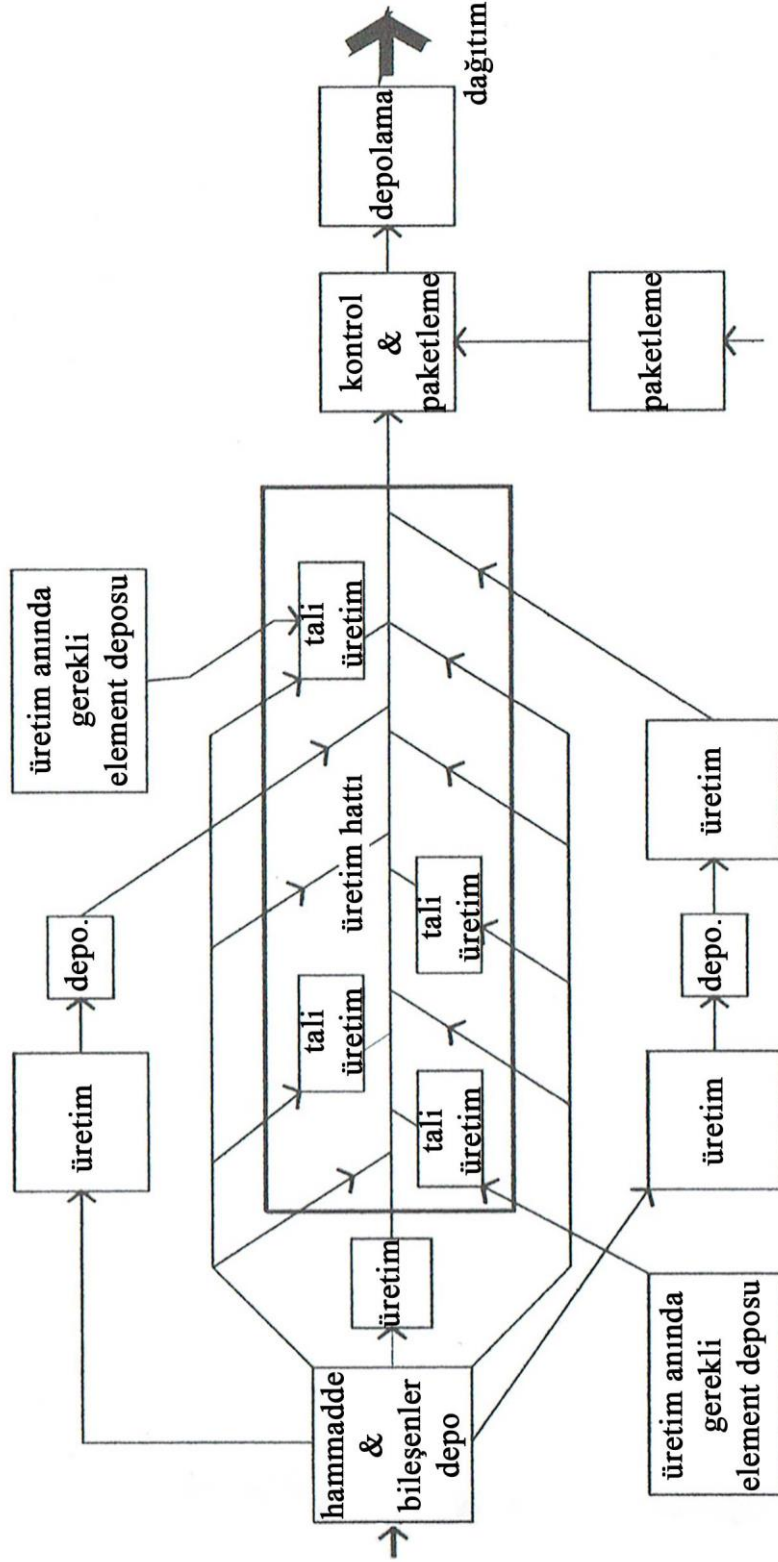 hammadde
&
bileşenler
depo
üretim
üretim
depo.
üretim anında
gerekli
element deposu
üretim hattı
tali
üretim
tali
üretim
tali
üretim
tali
üretim
üretim anında
gerekli
element deposu
üretim
depo.
üretim
kontrol
&
paketleme
paketleme
depolama
dağıtım